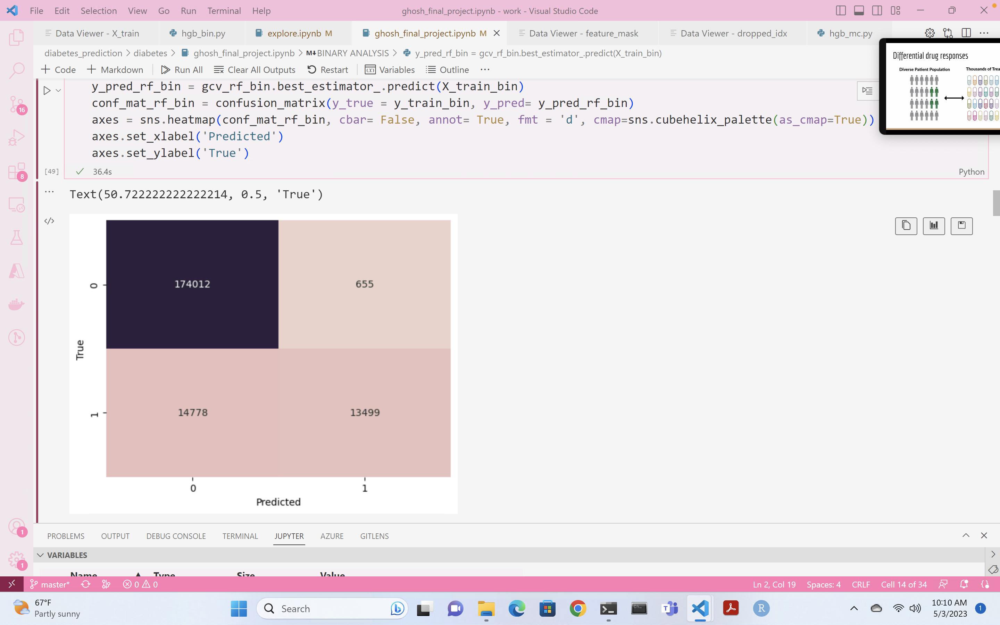 File Edit Selection View Go Run Terminal Help
ghosh_final_project.ipynb - work - Visual Studio Code
Data Viewer - X_train
hgb_bin.py
explore.ipynb M
ghosh_final_project.ipynb M
Data Viewer - feature_mask
Data Viewer - dropped_idx
hgb_mc.py
diabetes_prediction > diabetes > ghosh_final_project.ipynb > M↓BINARY ANALYSIS > y_pred_rf_bin = gcv_rf_bin.best_estimator_.predict(X_train_bin)
+ Code + Markdown | Run All Clear All Outputs Restart | Variables Outline ...
Differential drug responses
Diverse Patient Population
Thousands of Trea
y_pred_rf_bin = gcv_rf_bin.best_estimator_.predict(X_train_bin)
conf_mat_rf_bin = confusion_matrix(y_true = y_train_bin, y_pred= y_pred_rf_bin)
axes = sns.heatmap(conf_mat_rf_bin, cbar= False, annot= True, fmt = 'd', cmap=sns.cubehelix_palette(as_cmap=True))
axes.set_xlabel('Predicted')
axes.set_ylabel('True')
[49]
36.4s
Python
Text(50.722222222222214, 0.5, 'True')
174012
655
0
True
14778
13499
1
0
1
Predicted
16
8
1
1
PROBLEMS OUTPUT DEBUG CONSOLE TERMINAL JUPYTER AZURE GITLENS
VARIABLES
Name Type Size Value
master* 0 0
Ln 2, Col 19 Spaces: 4 CRLF Cell 14 of 34
67°F
Partly sunny
Search
10:10 AM
5/3/2023
1